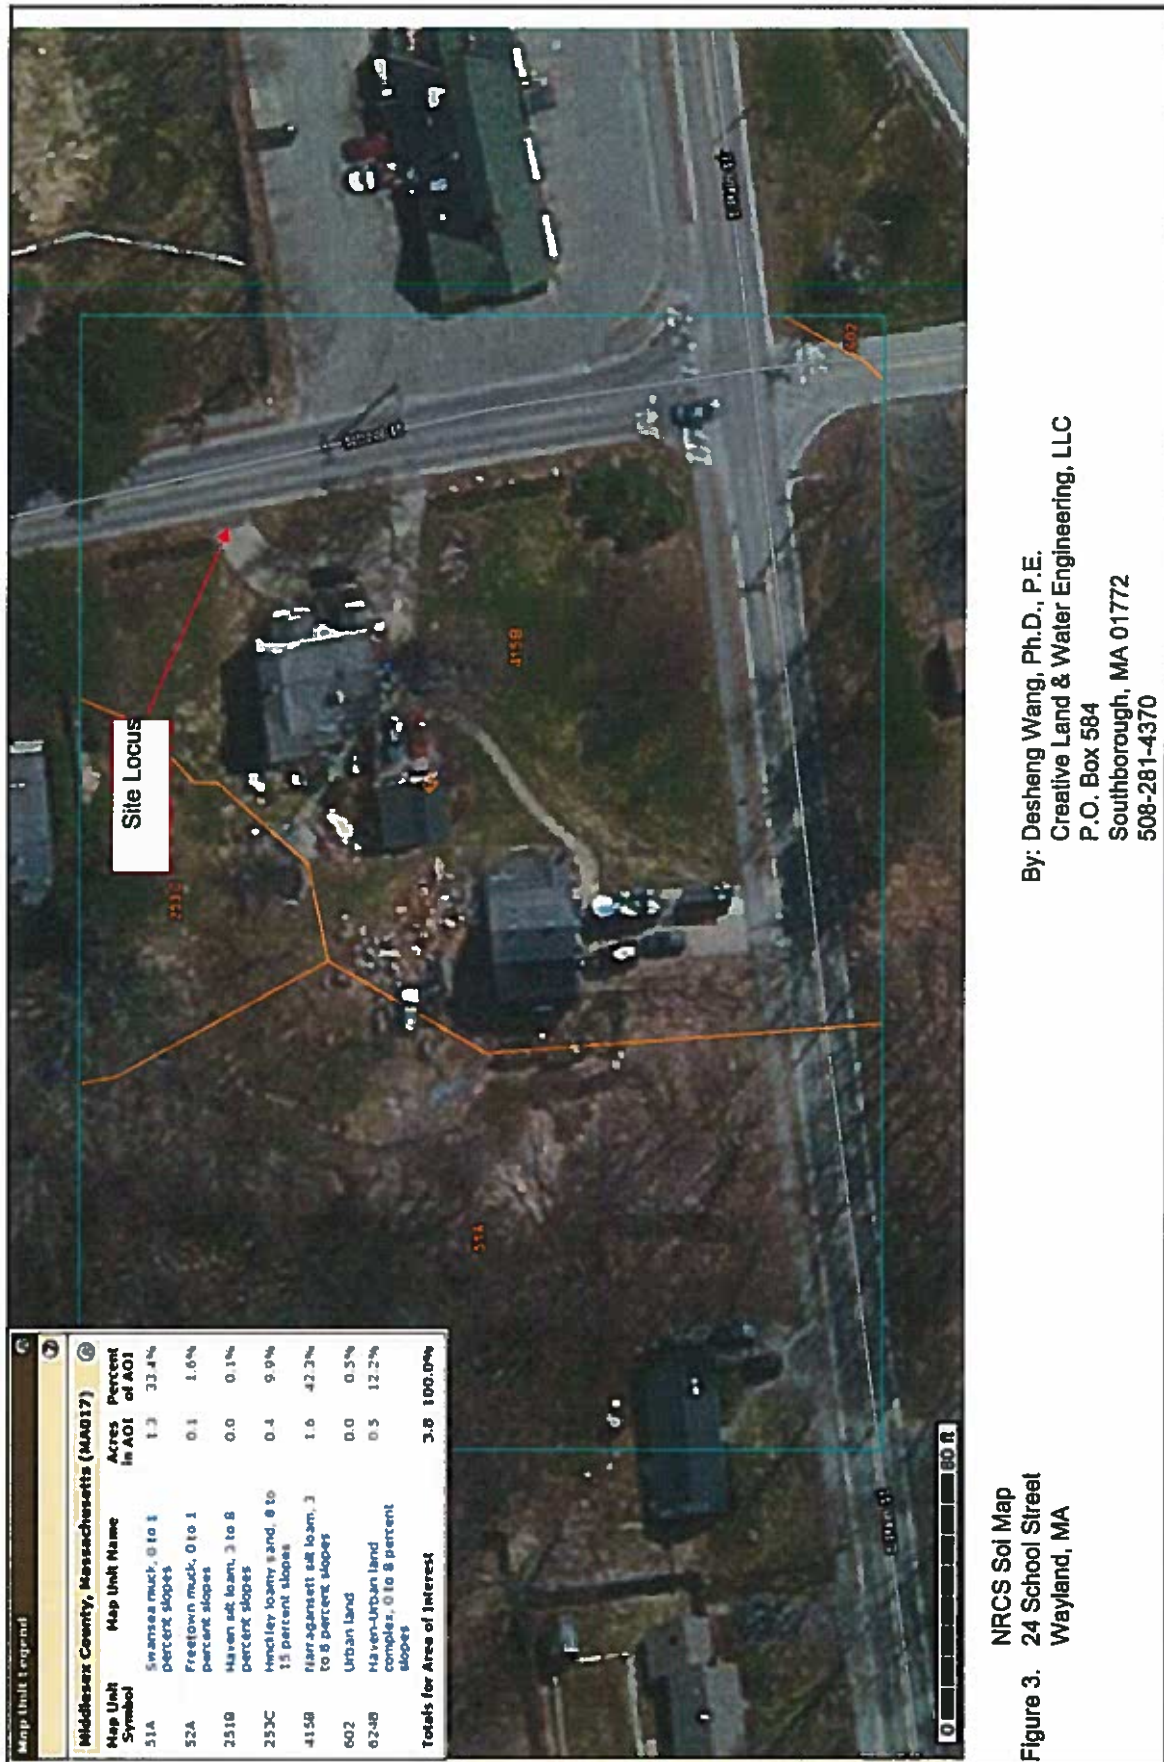 Map Unit Legend
Middlesex County, Massachusetts (MA017)
Map Unit Symbol Map Unit Name Acres in AOI Percent of AOI
51A Swansea muck, 0 to 1 percent slopes 1.3 33.4%
52A Freetown muck, 0 to 1 percent slopes 0.1 1.6%
251B Haven silt loam, 3 to 8 percent slopes 0.0 0.1%
253C Hinckley loamy sand, 8 to 15 percent slopes 0.4 9.9%
415B Narragansett silt loam, 3 to 8 percent slopes 1.6 42.3%
602 Urban land 0.0 0.5%
624B Haven-Urban land complex, 0 to 8 percent slopes 0.5 12.2%
Totals for Area of Interest 3.8 100.0%
Site Locus
253C
415B
51A
602
0 80 ft
NRCS Soi Map
Figure 3. 24 School Street
Wayland, MA
By: Desheng Wang, Ph.D., P.E.
Creative Land & Water Engineering, LLC
P.O. Box 584
Southborough, MA 01772
508-281-4370